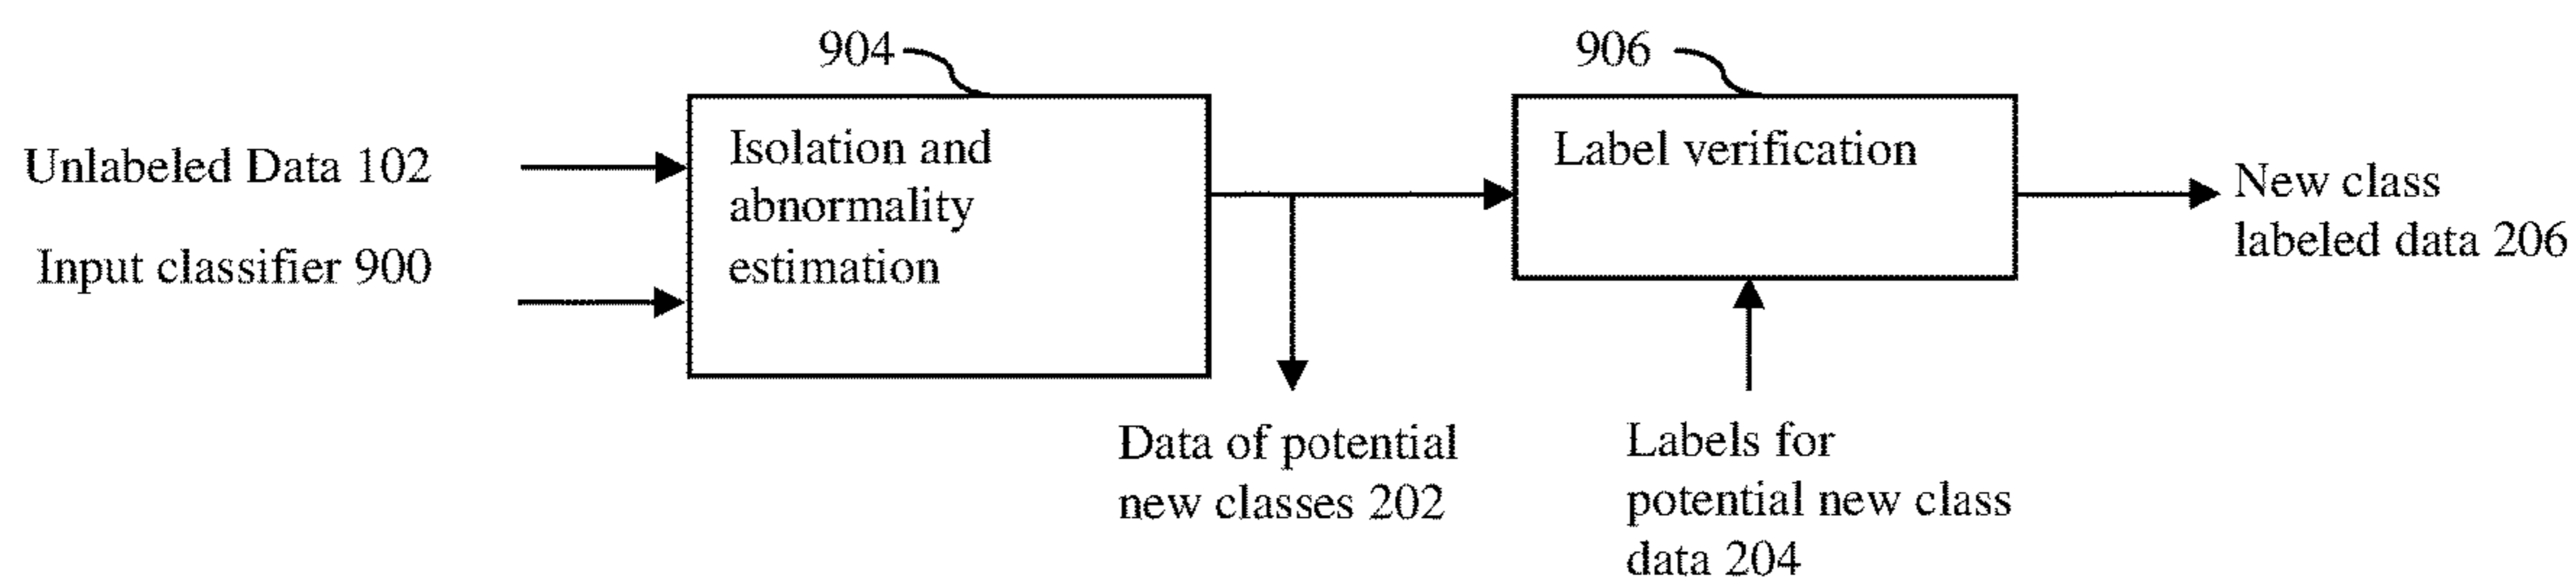 904
906
Unlabeled Data 102
Input classifier 900
Isolation and
abnormality
estimation
Label verification
New class
labeled data 206
Data of potential
new classes 202
Labels for
potential new class
data 204